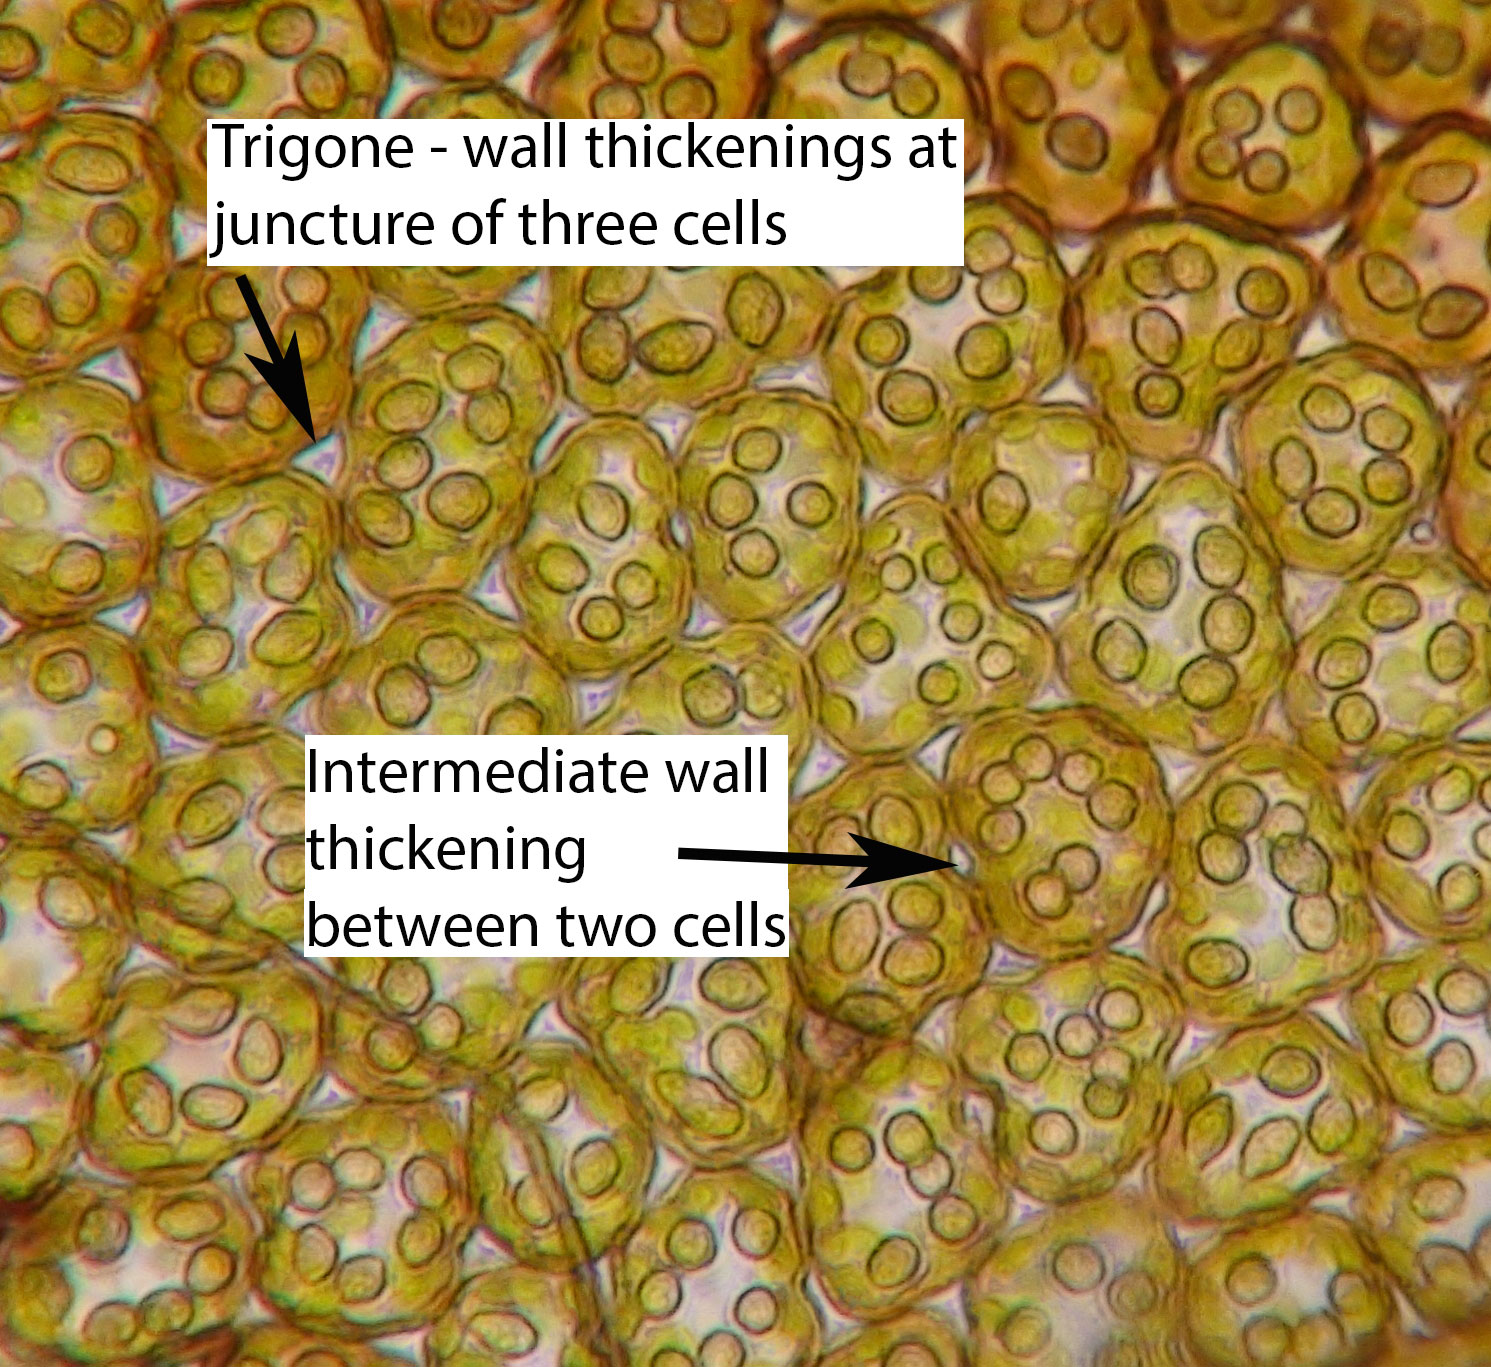 Trigone - wall thickenings at
juncture of three cells
Intermediate wall
thickening
between two cells